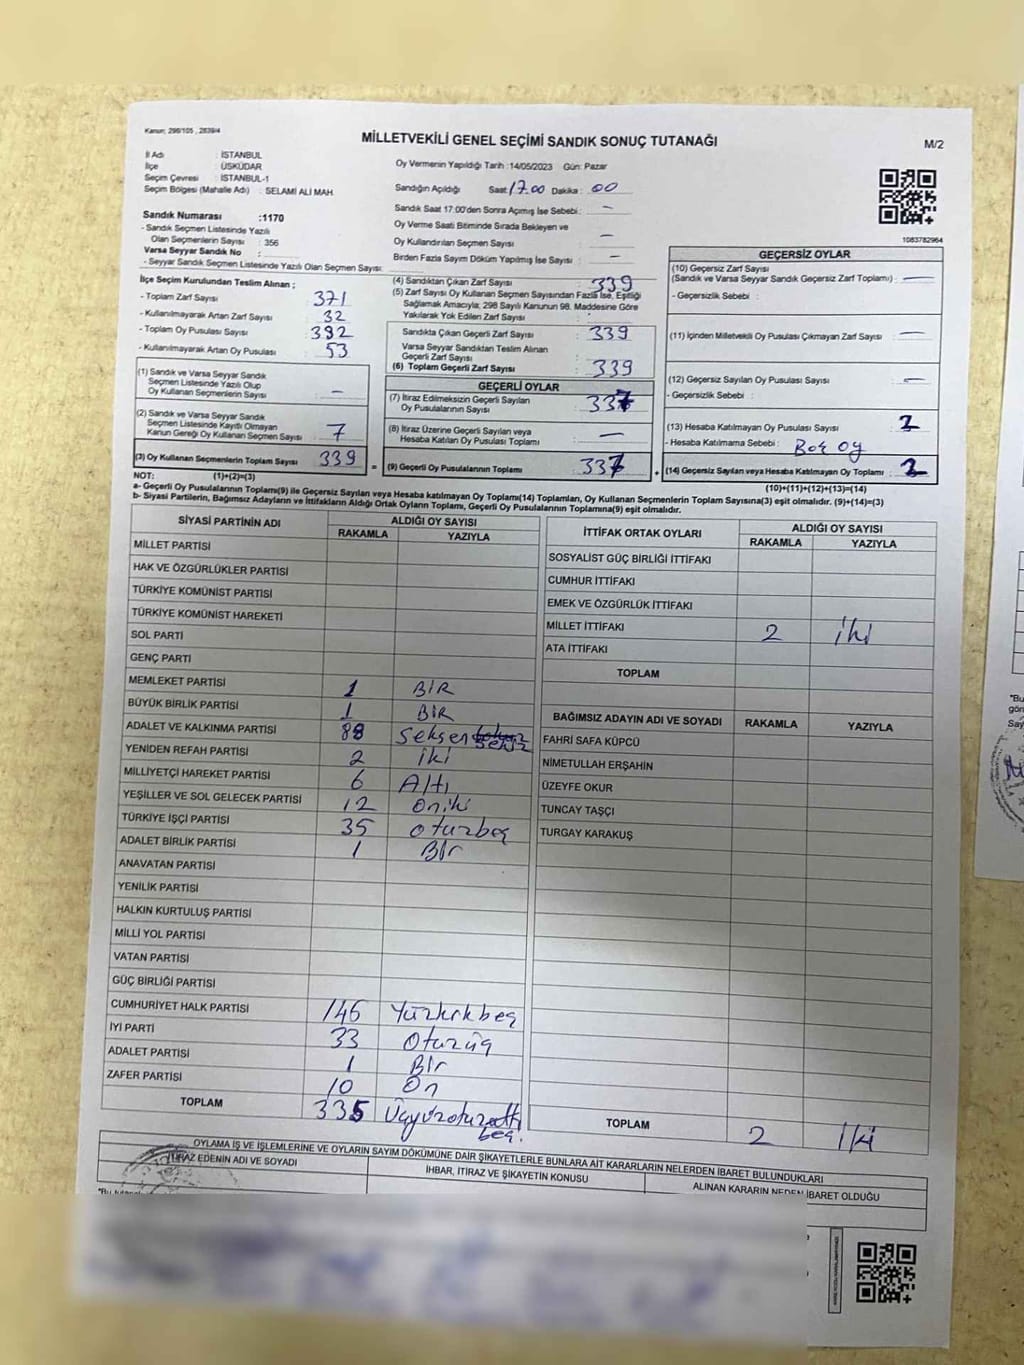 Kanun; 298/105 , 2839/4
MİLLETVEKİLİ GENEL SEÇİMİ SANDIK SONUÇ TUTANAĞI
M/2
İl Adı : İSTANBUL
İlçe : ÜSKÜDAR
Seçim Çevresi : İSTANBUL-1
Seçim Bölgesi (Mahalle Adı) : SELAMİ ALİ MAH.
Oy Vermenin Yapıldığı Tarih :14/05/2023 Gün: Pazar
Sandığın Açıldığı Saat: 17.00 Dakika : 00
Sandık Saat 17:00'den Sonra Açımış İse Sebebi : –
Oy Verme Saati Bitiminde Sırada Bekleyen ve
Oy Kullandırılan Seçmen Sayısı : –
Birden Fazla Sayım Döküm Yapılmış İse Sayısı : –
1083782964
Sandık Numarası :1170
- Sandık Seçmen Listesinde Yazılı
Olan Seçmenlerin Sayısı : 356
Varsa Seyyar Sandık No :
- Seyyar Sandık Seçmen Listesinde Yazılı Olan Seçmen Sayısı:
İlçe Seçim Kurulundan Teslim Alınan ;
- Toplam Zarf Sayısı : 371
- Kullanılmayarak Artan Zarf Sayısı : 32
- Toplam Oy Pusulası Sayısı : 392
- Kullanılmayarak Artan Oy Pusulası : 53
(1) Sandık ve Varsa Seyyar Sandık
Seçmen Listesinde Yazılı Olup
Oy Kullanan Seçmenlerin Sayısı : –
(2) Sandık ve Varsa Seyyar Sandık
Seçmen Listesinde Kayıtlı Olmayan
Kanun Gereği Oy Kullanan Seçmen Sayısı : 7
(3) Oy Kullanan Seçmenlerin Toplam Sayısı : 339
(4) Sandıktan Çıkan Zarf Sayısı : 339
(5) Zarf Sayısı Oy Kullanan Seçmen Sayısından Fazla İse, Eşitliği
Sağlamak Amacıyla; 298 Sayılı Kanunun 98. Maddesine Göre
Yakılarak Yok Edilen Zarf Sayısı :
Sandıkta Çıkan Geçerli Zarf Sayısı : 339
Varsa Seyyar Sandıktan Teslim Alınan
Geçerli Zarf Sayısı :
(6) Toplam Geçerli Zarf Sayısı : 339
GEÇERLİ OYLAR
(7) İtiraz Edilmeksizin Geçerli Sayılan
Oy Pusulalarının Sayısı : 337
(8) İtiraz Üzerine Geçerli Sayılan veya
Hesaba Katılan Oy Pusulası Toplamı : –
= (9) Geçerli Oy Pusulalarının Toplamı : 337
GEÇERSİZ OYLAR
(10) Geçersiz Zarf Sayısı
(Sandık ve Varsa Seyyar Sandık Geçersiz Zarf Toplamı) : –
- Geçersizlik Sebebi :
(11) İçinden Milletvekili Oy Pusulası Çıkmayan Zarf Sayısı : –
(12) Geçersiz Sayılan Oy Pusulası Sayısı : –
- Geçersizlik Sebebi :
(13) Hesaba Katılmayan Oy Pusulası Sayısı : 2
- Hesaba Katılmama Sebebi : Boş oy
+ (14) Geçersiz Sayılan veya Hesaba Katılmayan Oy Toplamı : 2
NOT: (1)+(2)=(3)
(10)+(11)+(12)+(13)=(14)
a- Geçerli Oy Pusulalarının Toplamı(9) ile Geçersiz Sayılan veya Hesaba katılmayan Oy Toplamı(14) Toplamları, Oy Kullanan Seçmenlerin Toplam Sayısına(3) eşit olmalıdır. (9)+(14)=(3)
b- Siyasi Partilerin, Bağımsız Adayların ve İttifakların Aldığı Ortak Oyların Toplamı, Geçerli Oy Pusulalarının Toplamına(9) eşit olmalıdır.
SİYASİ PARTİNİN ADI ALDIĞI OY SAYISI
RAKAMLA YAZIYLA
MİLLET PARTİSİ
HAK VE ÖZGÜRLÜKLER PARTİSİ
TÜRKİYE KOMÜNİST PARTİSİ
TÜRKİYE KOMÜNİST HAREKETİ
SOL PARTİ
GENÇ PARTİ
MEMLEKET PARTİSİ 1 BİR
BÜYÜK BİRLİK PARTİSİ 1 BİR
ADALET VE KALKINMA PARTİSİ 88 Seksen sekiz
YENİDEN REFAH PARTİSİ 2 iki
MİLLİYETÇİ HAREKET PARTİSİ 6 Altı
YEŞİLLER VE SOL GELECEK PARTİSİ 12 Oniki
TÜRKİYE İŞÇİ PARTİSİ 35 oturbeş
ADALET BİRLİK PARTİSİ 1 Bir
ANAVATAN PARTİSİ
YENİLİK PARTİSİ
HALKIN KURTULUŞ PARTİSİ
MİLLİ YOL PARTİSİ
VATAN PARTİSİ
GÜÇ BİRLİĞİ PARTİSİ
CUMHURİYET HALK PARTİSİ 146 Yüzkırkbeş
İYİ PARTİ 33 Oturüç
ADALET PARTİSİ 1 Bir
ZAFER PARTİSİ 10 On
TOPLAM 335 Üçyüzotuz beş.
İTTİFAK ORTAK OYLARI ALDIĞI OY SAYISI
RAKAMLA YAZIYLA
SOSYALİST GÜÇ BİRLİĞİ İTTİFAKI
CUMHUR İTTİFAKI
EMEK VE ÖZGÜRLÜK İTTİFAKI
MİLLET İTTİFAKI 2 iki
ATA İTTİFAKI
TOPLAM
BAĞIMSIZ ADAYIN ADI VE SOYADI RAKAMLA YAZIYLA
FAHRİ SAFA KÜPCÜ
NİMETULLAH ERŞAHİN
ÜZEYFE OKUR
TUNCAY TAŞÇI
TURGAY KARAKUŞ
TOPLAM 2 İki
OYLAMA İŞ VE İŞLEMLERİNE VE OYLARIN SAYIM DÖKÜMÜNE DAİR ŞİKAYETLERLE BUNLARA AİT KARARLARIN NELERDEN İBARET BULUNDUKLARI
İTİRAZ EDENİN ADI VE SOYADI
İHBAR, İTİRAZ VE ŞİKAYETİN KONUSU
ALINAN KARARIN NEDEN İBARET OLDUĞU